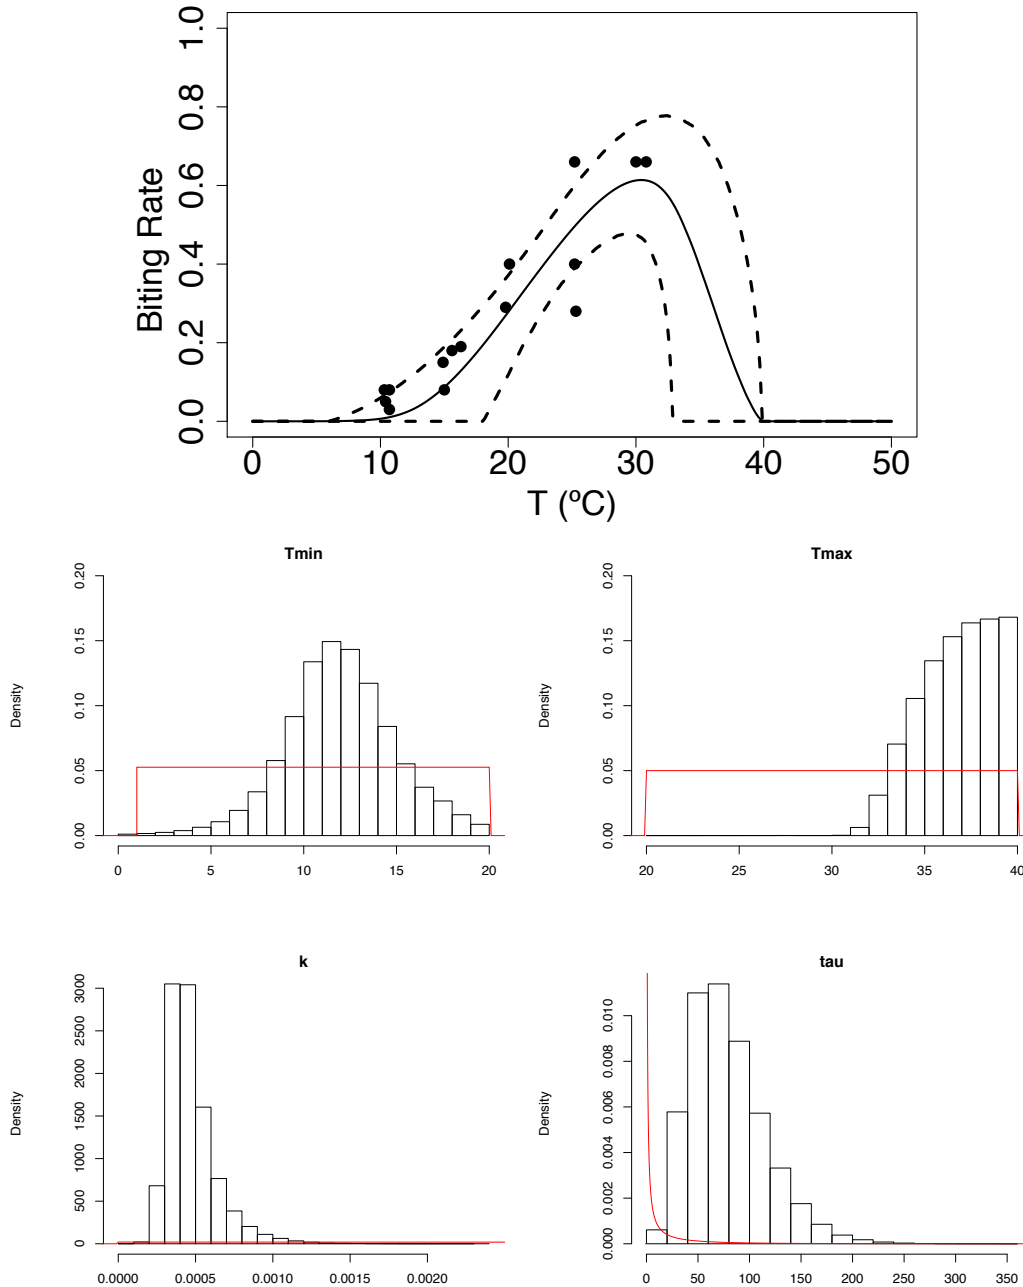 Biting Rate
0.0 0.2 0.4 0.6 0.8 1.0
0 10 20 30 40 50
T (ºC)
Tmin
Density
0.00 0.05 0.10 0.15 0.20
0 5 10 15 20
Tmax
Density
0.00 0.05 0.10 0.15 0.20
20 25 30 35 40
k
Density
0 500 1000 1500 2000 2500 3000
0.0000 0.0005 0.0010 0.0015 0.0020
tau
Density
0.000 0.002 0.004 0.006 0.008 0.010
0 50 100 150 200 250 300 350